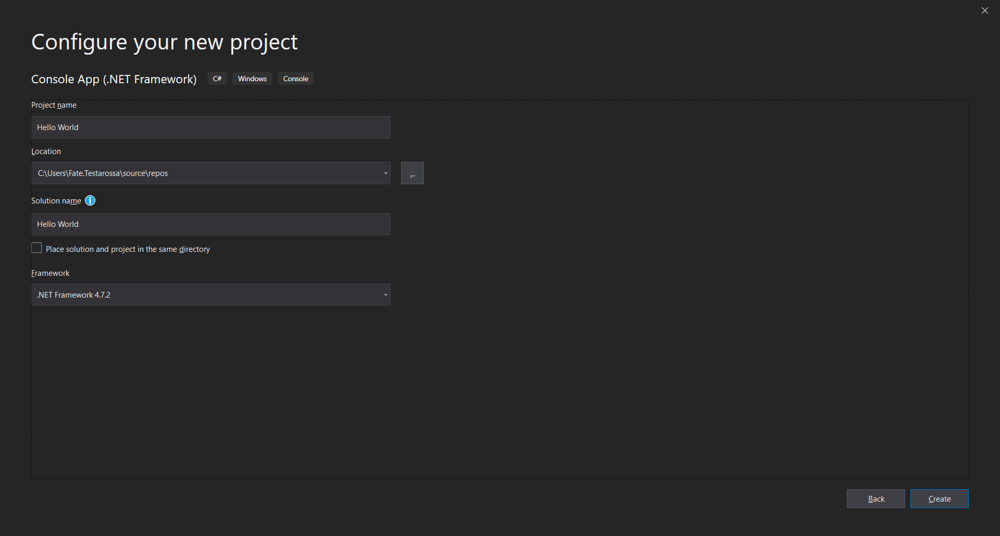 Configure your new project
Console App (.NET Framework) C# Windows Console
Project name
Hello World
Location
C:\Users\Fate.Testarossa\source\repos
...
Solution name
Hello World
Place solution and project in the same directory
Framework
.NET Framework 4.7.2
Back Create